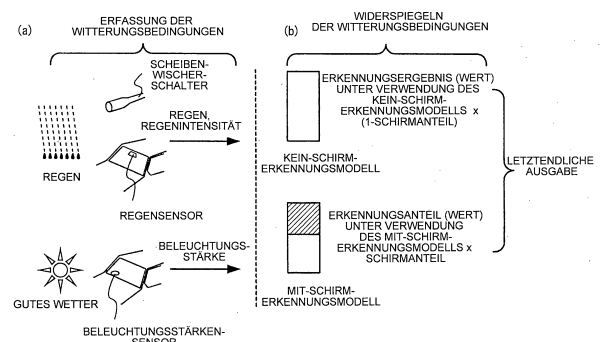 (a)
ERFASSUNG DER
WITTERUNGSBEDINGUNGEN
SCHEIBEN-
WISCHER-
SCHALTER
REGEN,
REGENINTENSITÄT
REGEN
REGENSENSOR
BELEUCHTUNGS-
STÄRKE
GUTES WETTER
BELEUCHTUNGSSTÄRKEN-
SENSOR
(b)
WIDERSPIEGELN
DER WITTERUNGSBEDINGUNGEN
ERKENNUNGSERGEBNIS (WERT)
UNTER VERWENDUNG DES
KEIN-SCHIRM-
ERKENNUNGSMODELLS x
(1-SCHIRMANTEIL)
KEIN-SCHIRM-
ERKENNUNGSMODELL
ERKENNUNGSANTEIL (WERT)
UNTER VERWENDUNG
DES MIT-SCHIRM-
ERKENNUNGSMODELLS x
SCHIRMANTEIL
MIT-SCHIRM-
ERKENNUNGSMODELL
LETZTENDLICHE
AUSGABE